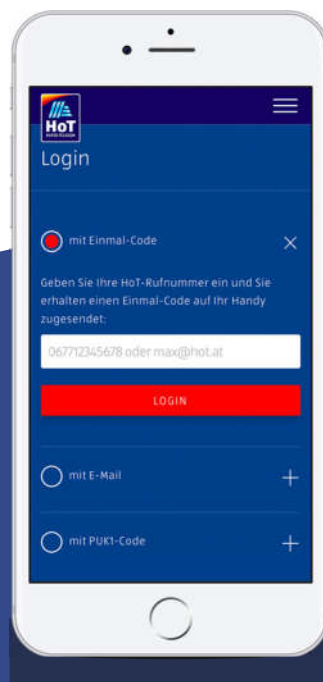 HoT
Login
mit Einmal-Code
Geben Sie Ihre HoT-Rufnummer ein und Sie
erhalten einen Einmal-Code auf Ihr Handy
zugesendet:
067712345678 oder max@hot.at
LOGIN
mit E-Mail
mit PUK1-Code